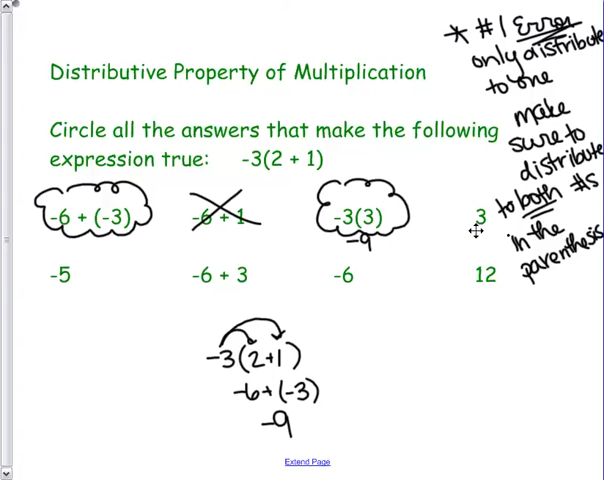 Distributive Property of Multiplication
* #1 Error
only distribute
to one
make
sure to
distribute
to both #s
in the
parenthesis
Circle all the answers that make the following
expression true: -3(2 + 1)
-6 + (-3) -6 + 1 -3(3) 3
-9
-5 -6 + 3 -6 12
-3(2+1)
-6+(-3)
-9
Extend Page